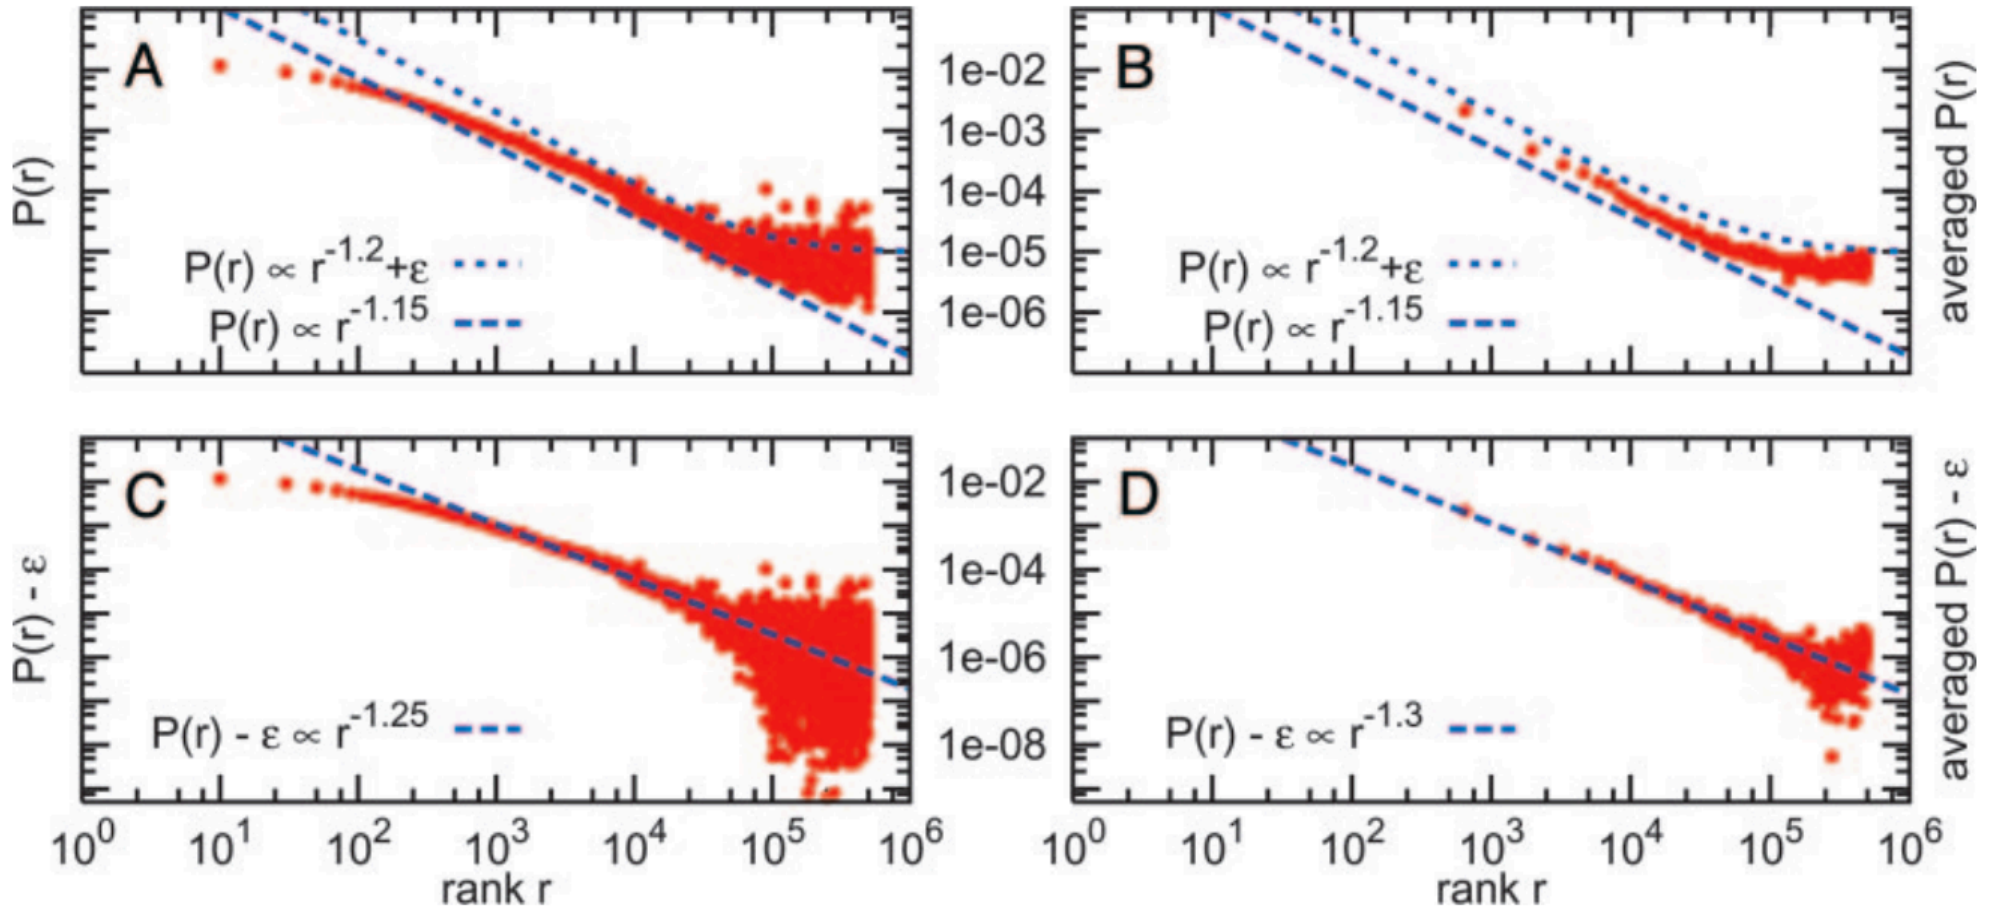 A
B
P(r)
1e-02
1e-03
1e-04
1e-05
1e-06
averaged P(r)
P(r) ∝ r^-1.2+ε
P(r) ∝ r^-1.15
P(r) ∝ r^-1.2+ε
P(r) ∝ r^-1.15
C
D
P(r) - ε
1e-02
1e-04
1e-06
1e-08
averaged P(r) - ε
P(r) - ε ∝ r^-1.25
P(r) - ε ∝ r^-1.3
10^0 10^1 10^2 10^3 10^4 10^5 10^6
10^0 10^1 10^2 10^3 10^4 10^5 10^6
rank r
rank r